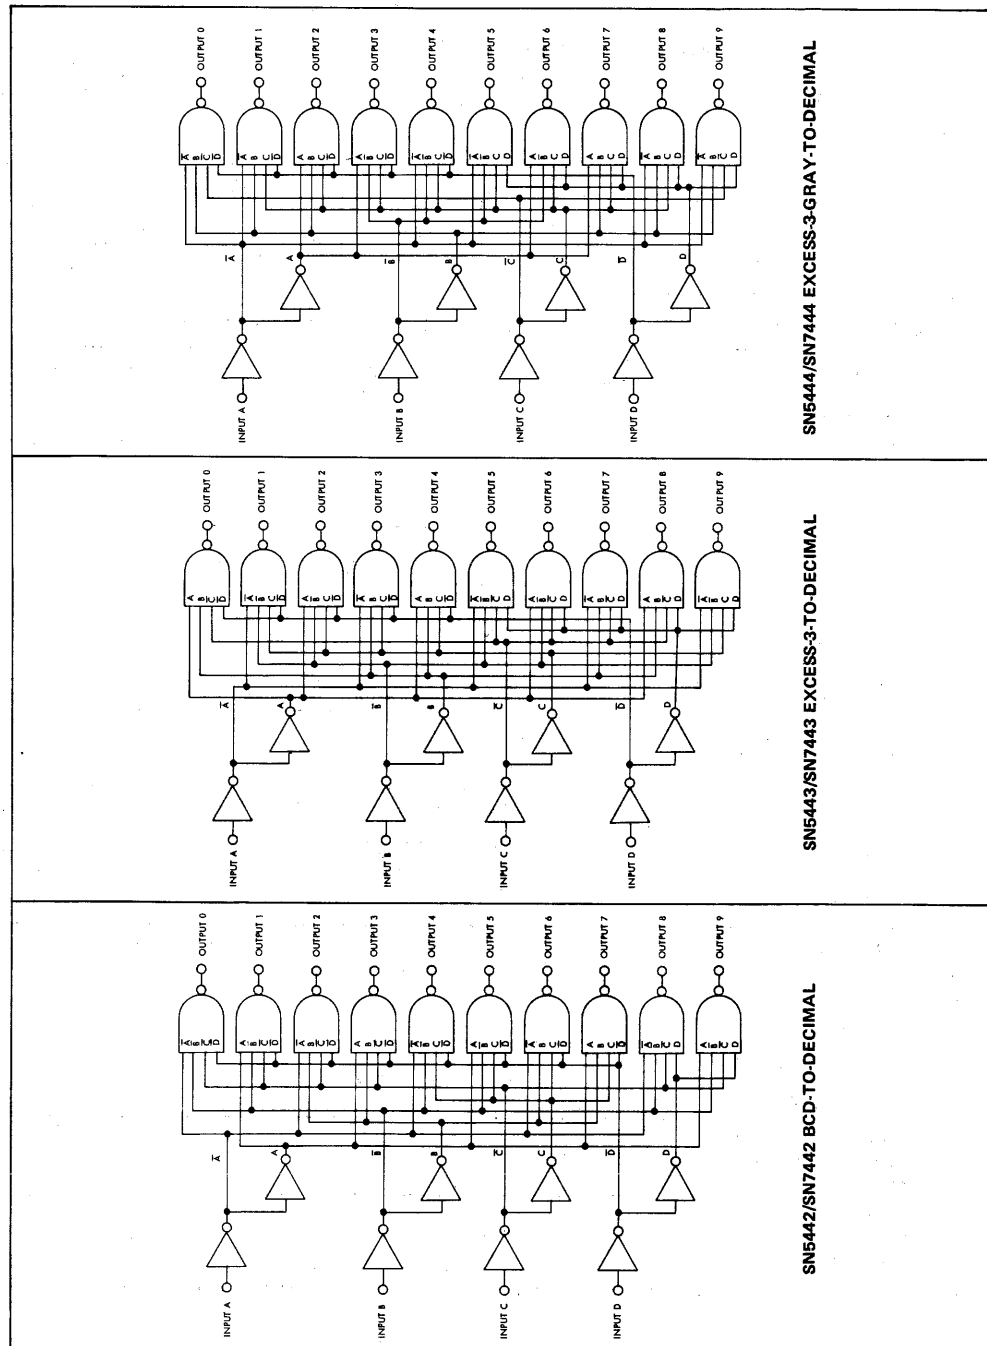 OUTPUT 0
OUTPUT 1
OUTPUT 2
OUTPUT 3
OUTPUT 4
OUTPUT 5
OUTPUT 6
OUTPUT 7
OUTPUT 8
OUTPUT 9
A̅ B C̅ D̅
A̅ B C D̅
A B C D̅
A B̅ C D̅
A̅ B̅ C D̅
A̅ B̅ C D
A B̅ C D
A B C D
A̅ B C D
A̅ B C̅ D
A̅
A
B̅
B
C̅
C
D̅
D
INPUT A
INPUT B
INPUT C
INPUT D
SN5444/SN7444 EXCESS-3-GRAY-TO-DECIMAL
OUTPUT 0
OUTPUT 1
OUTPUT 2
OUTPUT 3
OUTPUT 4
OUTPUT 5
OUTPUT 6
OUTPUT 7
OUTPUT 8
OUTPUT 9
A B C̅ D̅
A̅ B̅ C D̅
A B̅ C D̅
A̅ B C D̅
A B C D̅
A̅ B̅ C̅ D
A B̅ C̅ D
A̅ B C̅ D
A B C̅ D
A̅ B̅ C D
A̅
A
B̅
B
C̅
C
D̅
D
INPUT A
INPUT B
INPUT C
INPUT D
SN5443/SN7443 EXCESS-3-TO-DECIMAL
OUTPUT 0
OUTPUT 1
OUTPUT 2
OUTPUT 3
OUTPUT 4
OUTPUT 5
OUTPUT 6
OUTPUT 7
OUTPUT 8
OUTPUT 9
A̅ B̅ C̅ D̅
A B̅ C̅ D̅
A̅ B C̅ D̅
A B C̅ D̅
A̅ B̅ C D̅
A B̅ C D̅
A̅ B C D̅
A B C D̅
A̅ B̅ C̅ D
A B̅ C̅ D
A̅
A
B̅
B
C̅
C
D̅
D
INPUT A
INPUT B
INPUT C
INPUT D
SN5442/SN7442 BCD-TO-DECIMAL